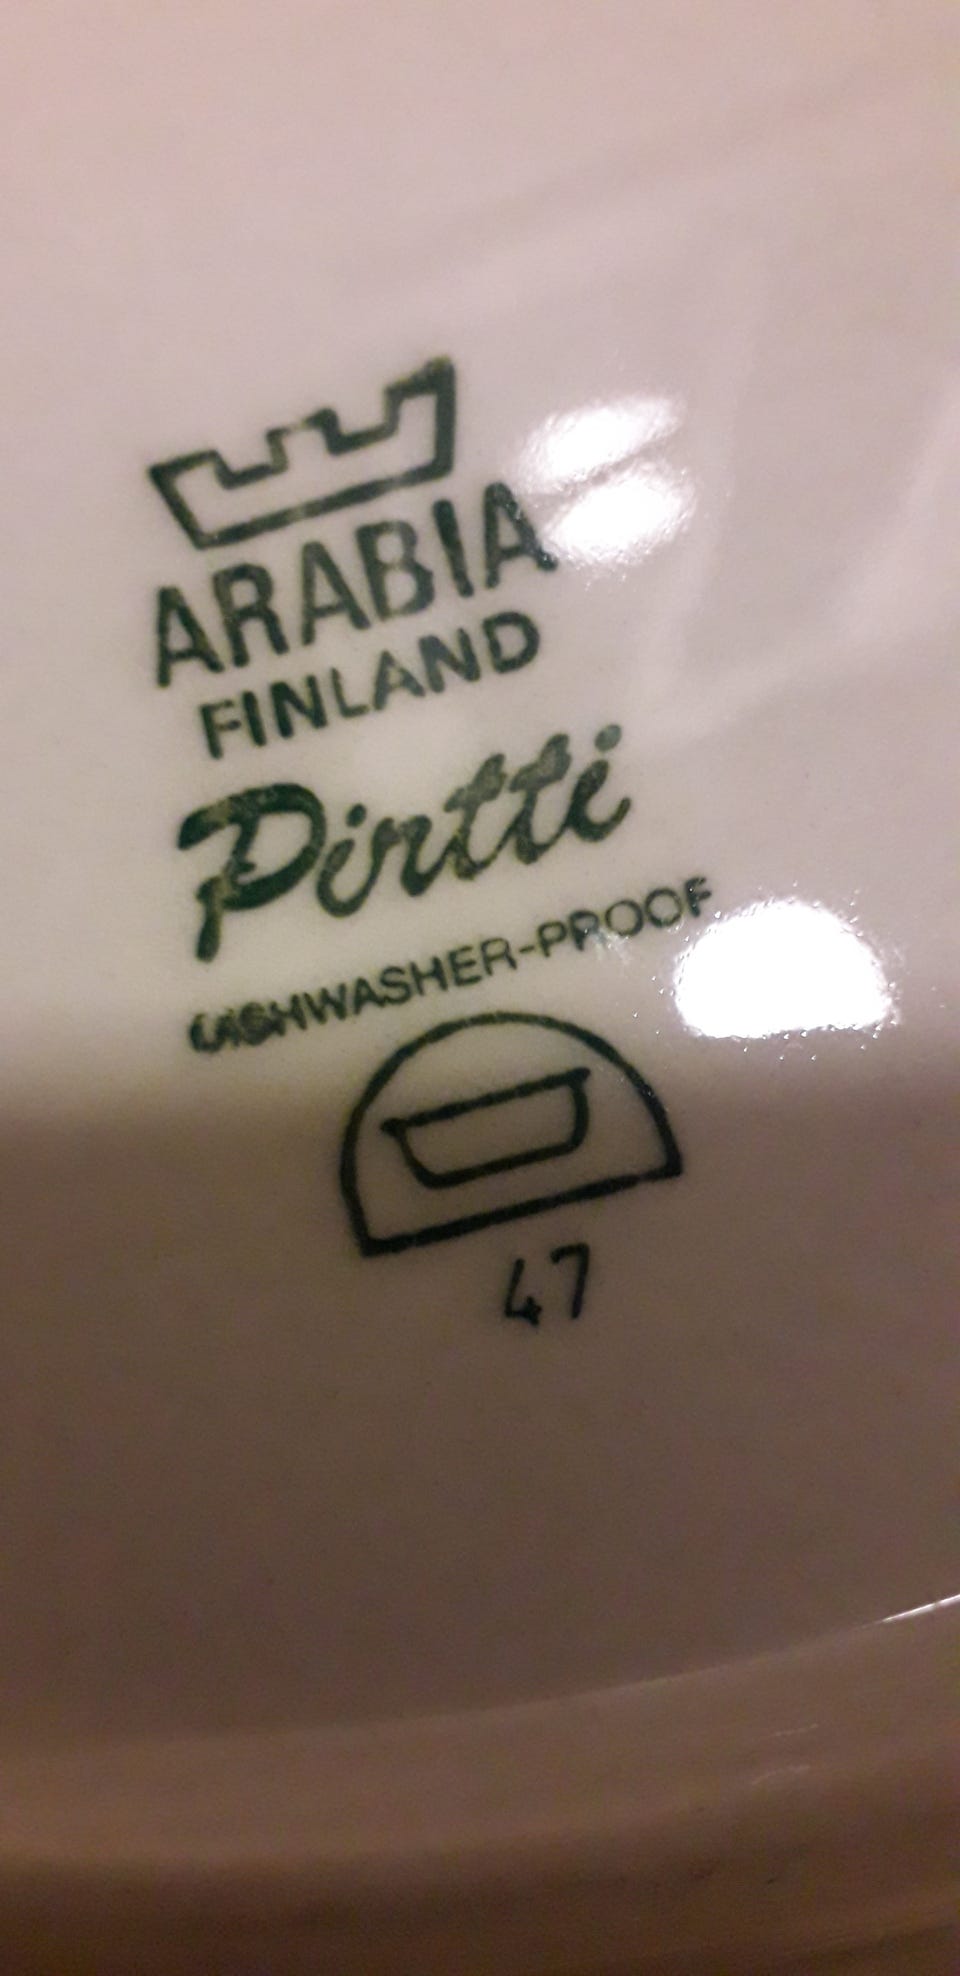 ARABIA
FINLAND
Pirtti
DISHWASHER-PROOF
47